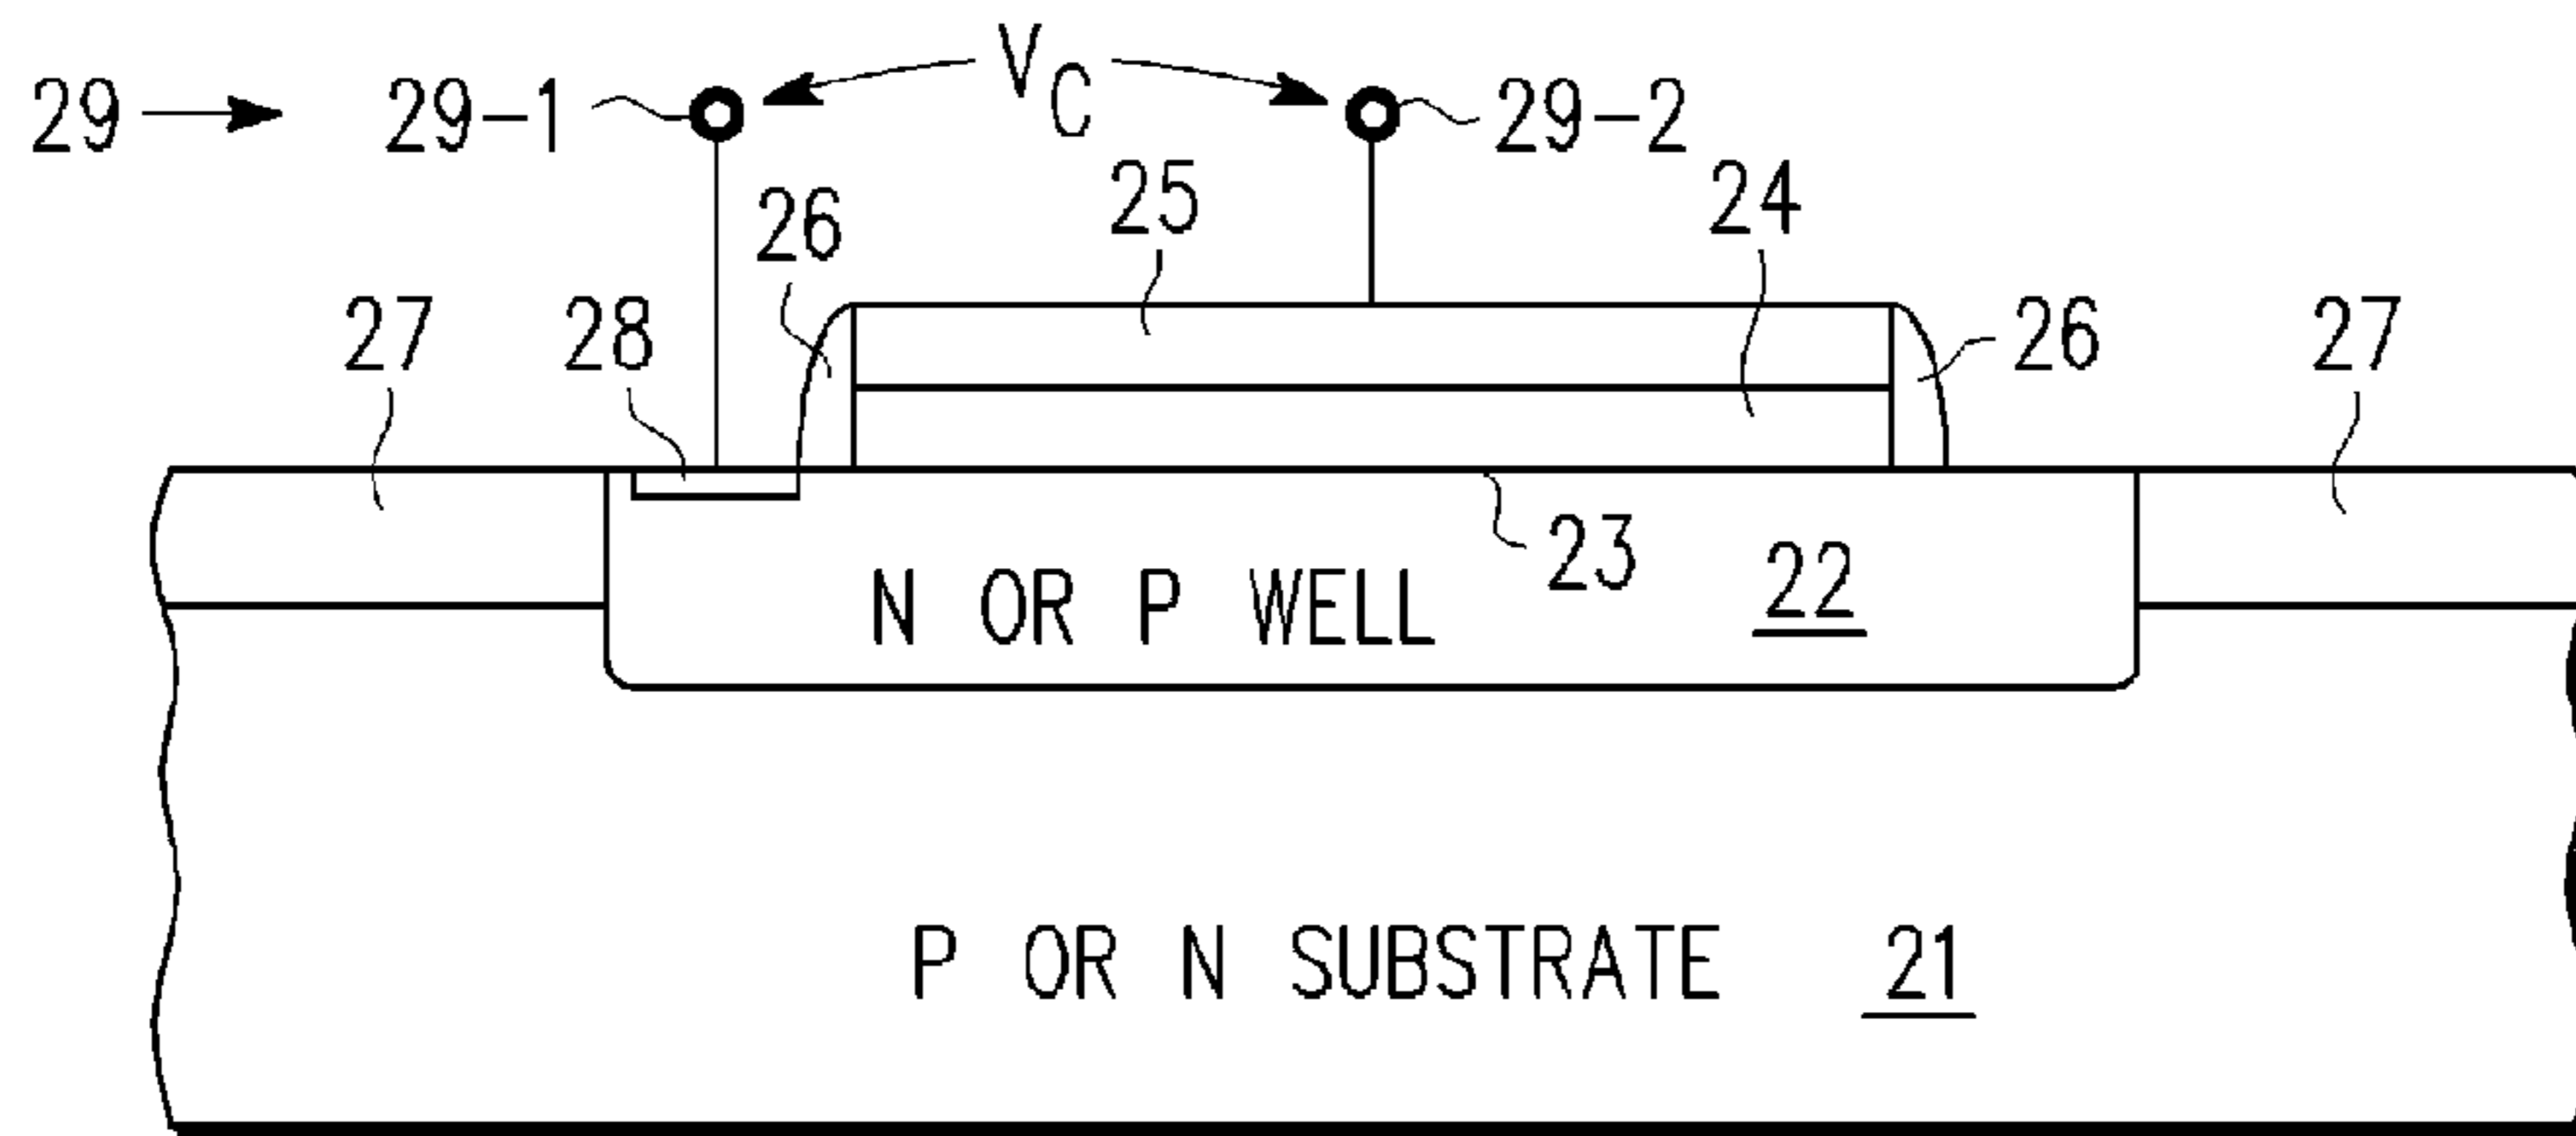 V_C
29 29-1 29-2
26 25 24
27 28 26 27
23
N OR P WELL 22
P OR N SUBSTRATE 21